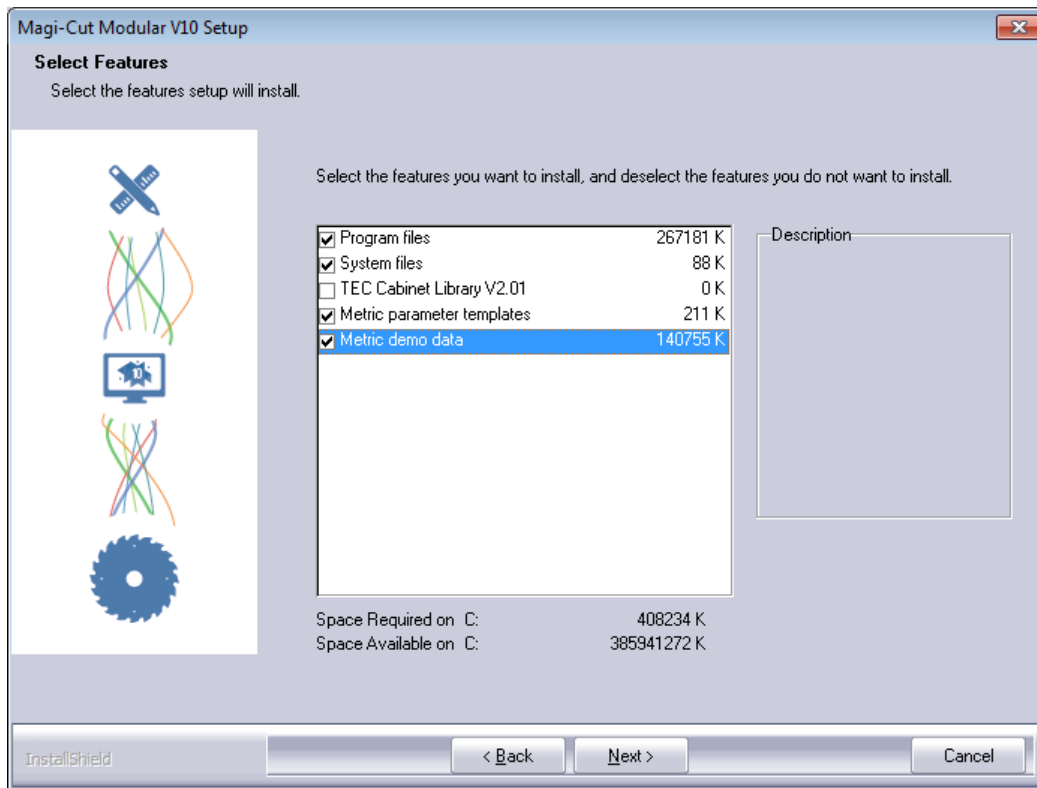 Magi-Cut Modular V10 Setup
Select Features
Select the features setup will install.
Select the features you want to install, and deselect the features you do not want to install.
Program files 267181 K
System files 88 K
TEC Cabinet Library V2.01 0 K
Metric parameter templates 211 K
Metric demo data 140755 K
Description
10
Space Required on C: 408234 K
Space Available on C: 385941272 K
InstallShield
< Back
Next >
Cancel